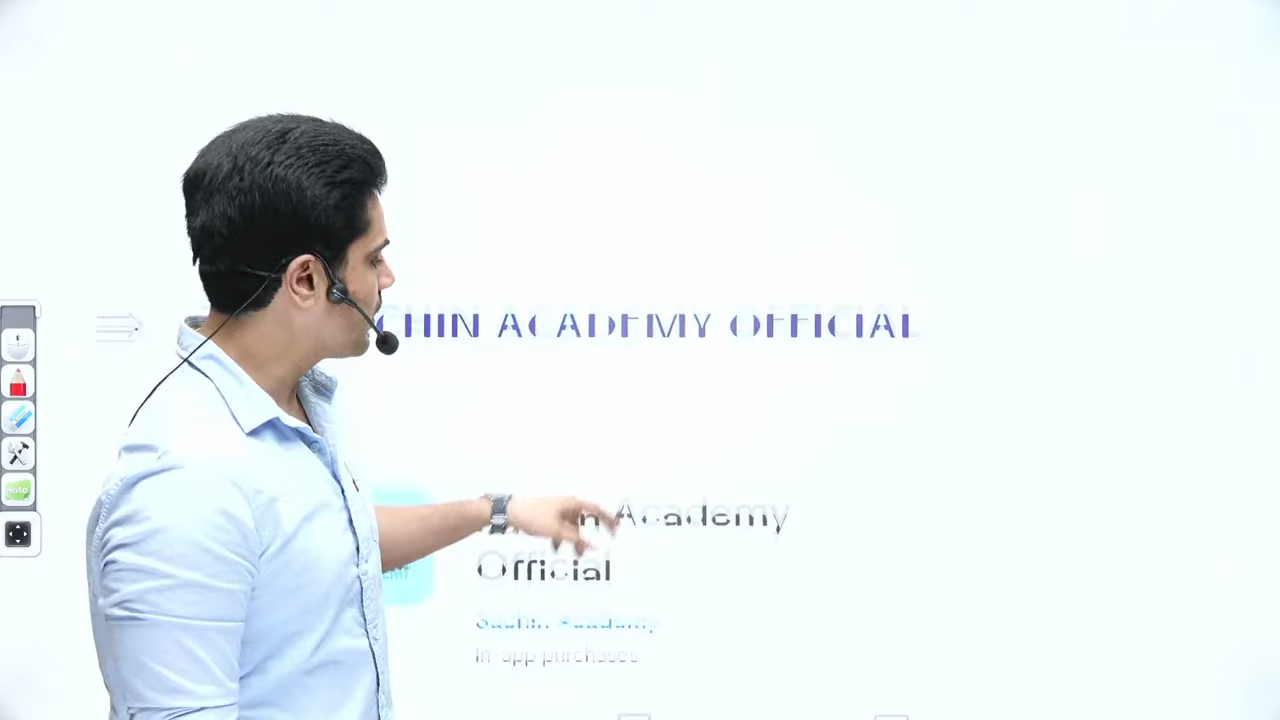 CHIN ACADEMY OFFICIAL
n Academy
Official
Sachin Academy
In-app purchases